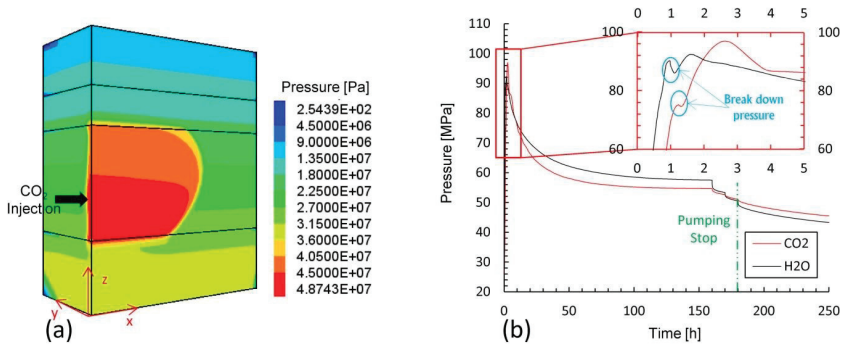 Pressure [Pa]
2.5439E+02
4.5000E+06
9.0000E+06
1.3500E+07
1.8000E+07
2.2500E+07
2.7000E+07
3.1500E+07
3.6000E+07
4.0500E+07
4.5000E+07
4.8743E+07
CO2
Injection
z
y
x
(a)
Pressure [MPa]
110
100
90
80
70
60
50
40
30
20
0
50
100
150
200
250
Time [h]
0 1 2 3 4 5
100
80
60
0 1 2 3 4 5
100
80
60
Break down
pressure
Pumping
Stop
CO2
H2O
(b)